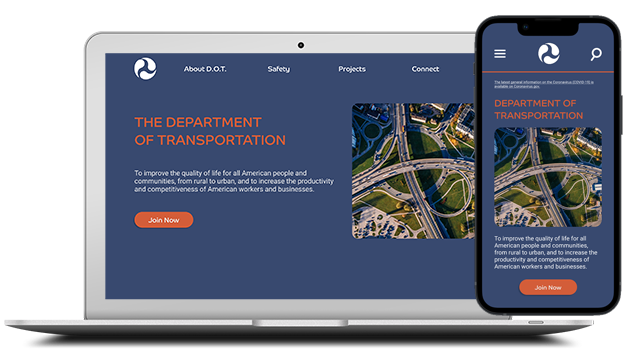 About D.O.T. Safety Projects Connect
THE DEPARTMENT
OF TRANSPORTATION
To improve the quality of life for all American people and
communities, from rural to urban, and to increase the productivity
and competitiveness of American workers and businesses.
Join Now
The latest general information on the Coronavirus (COVID-19) is
available on Coronavirus.gov.
DEPARTMENT OF
TRANSPORTATION
To improve the quality of life for all
American people and communities,
from rural to urban, and to increase the
productivity and competitiveness of
American workers and businesses.
Join Now